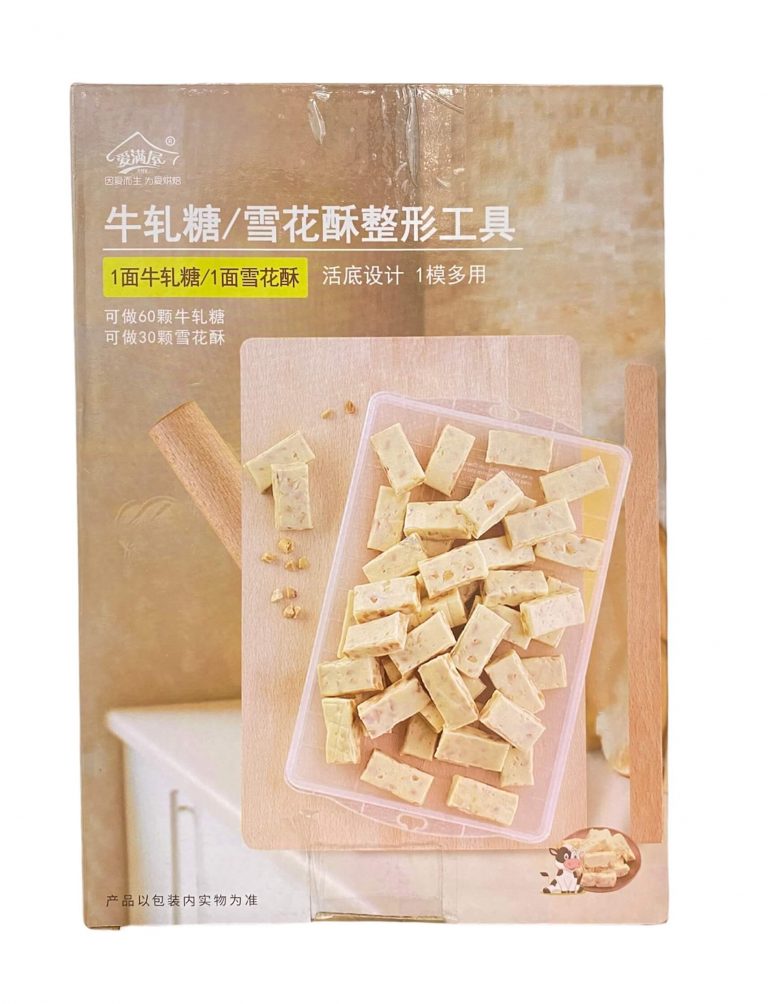 爱满屋
®
因爱而生 为爱烘焙
牛轧糖/雪花酥整形工具
1面牛轧糖/1面雪花酥 活底设计 1模多用
可做60颗牛轧糖
可做30颗雪花酥
产品以包装内实物为准